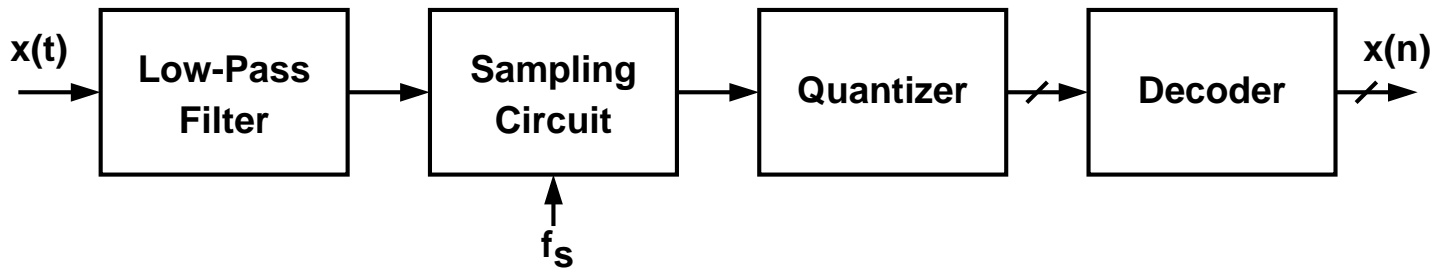 x(t)
Low-Pass
Filter
Sampling
Circuit
Quantizer
Decoder
x(n)
fs